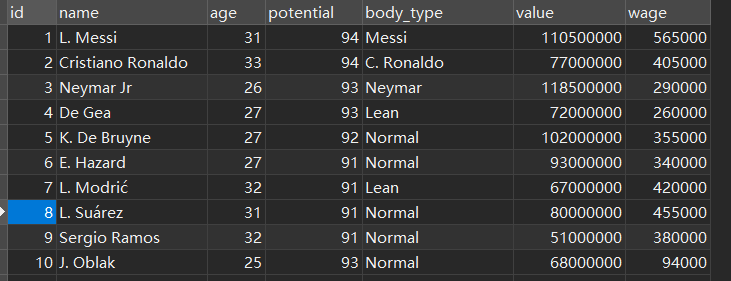 id name age potential body_type value wage
1 L. Messi 31 94 Messi 110500000 565000
2 Cristiano Ronaldo 33 94 C. Ronaldo 77000000 405000
3 Neymar Jr 26 93 Neymar 118500000 290000
4 De Gea 27 93 Lean 72000000 260000
5 K. De Bruyne 27 92 Normal 102000000 355000
6 E. Hazard 27 91 Normal 93000000 340000
7 L. Modrić 32 91 Lean 67000000 420000
8 L. Suárez 31 91 Normal 80000000 455000
9 Sergio Ramos 32 91 Normal 51000000 380000
10 J. Oblak 25 93 Normal 68000000 94000